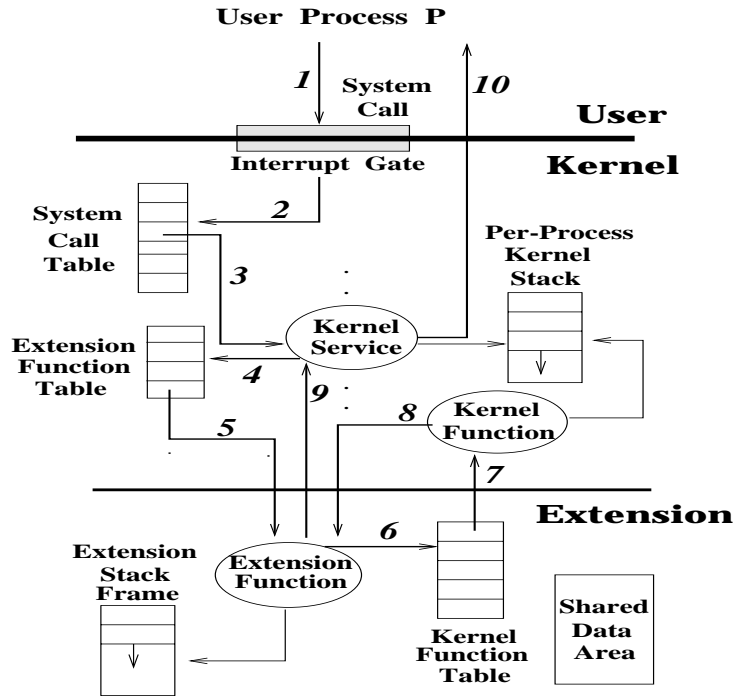 User Process P
1
System
Call
10
User
Interrupt Gate
Kernel
2
System
Call
Table
3
Per-Process
Kernel
Stack
Kernel
Service
Extension
Function
Table
4
9
8
Kernel
Function
5
7
Extension
6
Extension
Stack
Frame
Extension
Function
Kernel
Function
Table
Shared
Data
Area